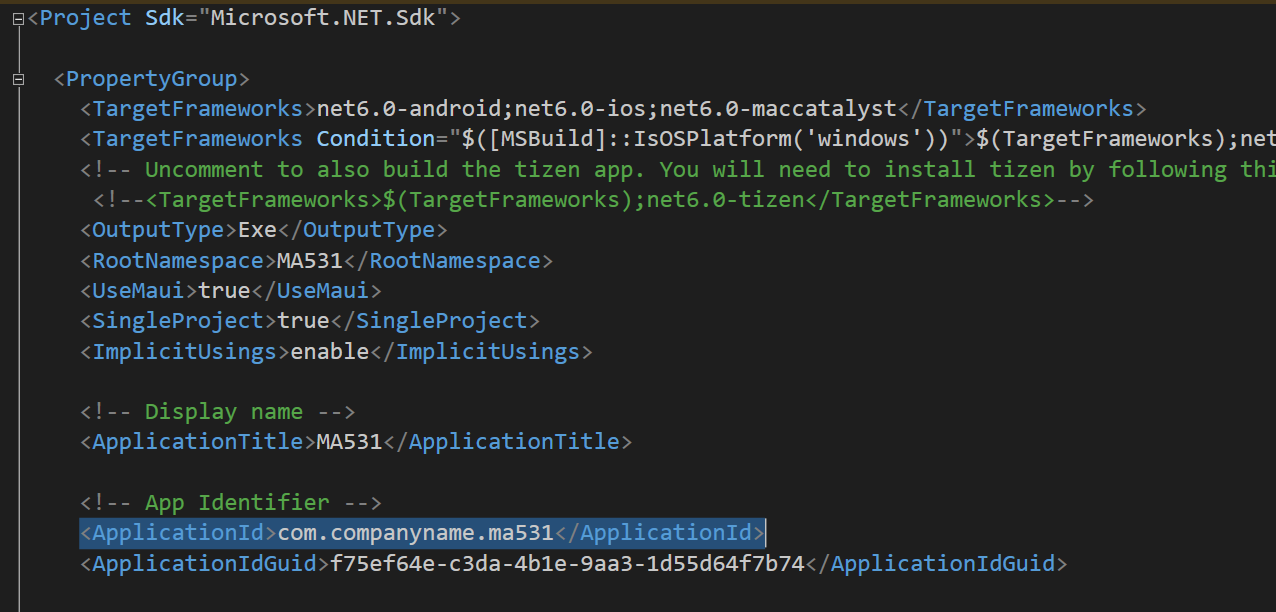 <Project Sdk="Microsoft.NET.Sdk">
<PropertyGroup>
<TargetFrameworks>net6.0-android;net6.0-ios;net6.0-maccatalyst</TargetFrameworks>
<TargetFrameworks Condition="$([MSBuild]::IsOSPlatform('windows'))">$(TargetFrameworks);net
<!-- Uncomment to also build the tizen app. You will need to install tizen by following thi
<!--<TargetFrameworks>$(TargetFrameworks);net6.0-tizen</TargetFrameworks>-->
<OutputType>Exe</OutputType>
<RootNamespace>MA531</RootNamespace>
<UseMaui>true</UseMaui>
<SingleProject>true</SingleProject>
<ImplicitUsings>enable</ImplicitUsings>
<!-- Display name -->
<ApplicationTitle>MA531</ApplicationTitle>
<!-- App Identifier -->
<ApplicationId>com.companyname.ma531</ApplicationId>
<ApplicationIdGuid>f75ef64e-c3da-4b1e-9aa3-1d55d64f7b74</ApplicationIdGuid>